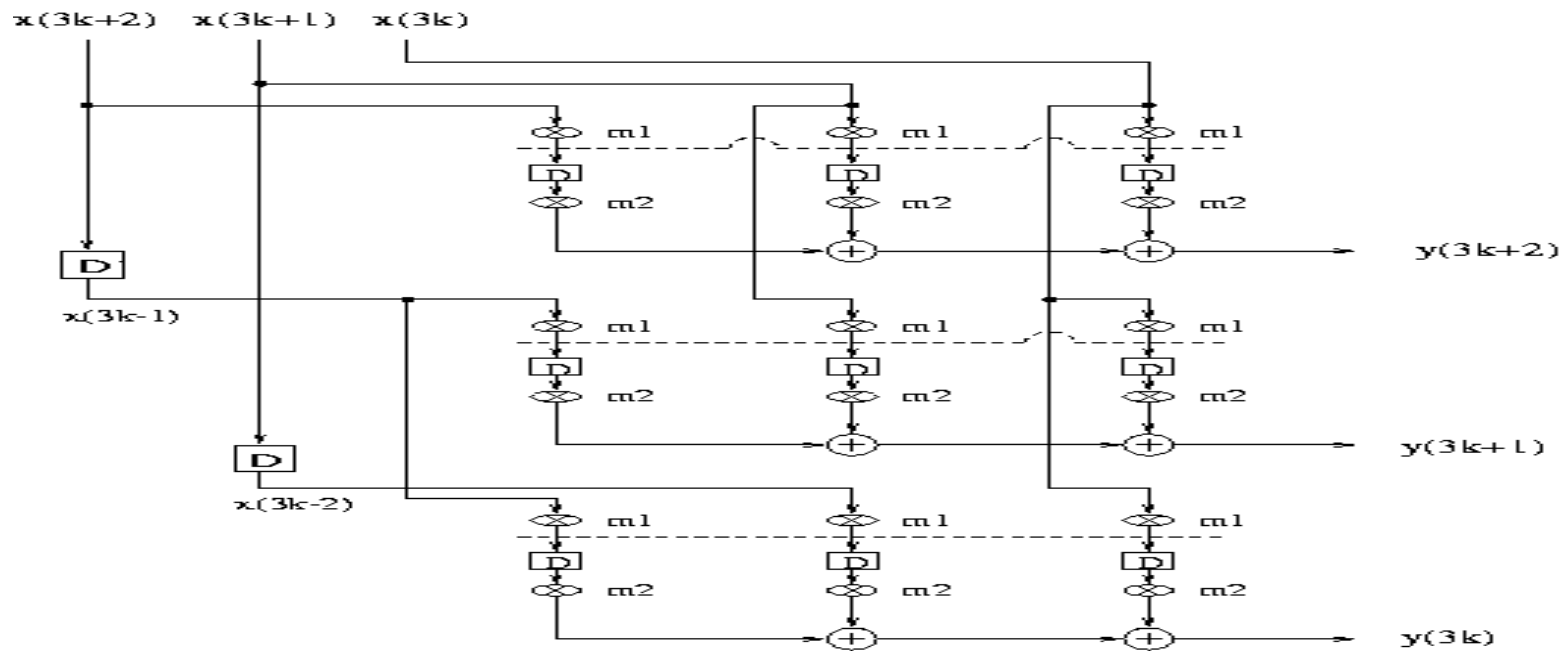 x(3k+2) x(3k+1) x(3k)
m1 m1 m1
D D D
m2 m2 m2
y(3k+2)
D
x(3k-1)
m1 m1 m1
D D D
m2 m2 m2
y(3k+1)
D
x(3k-2)
m1 m1 m1
D D D
m2 m2 m2
y(3k)